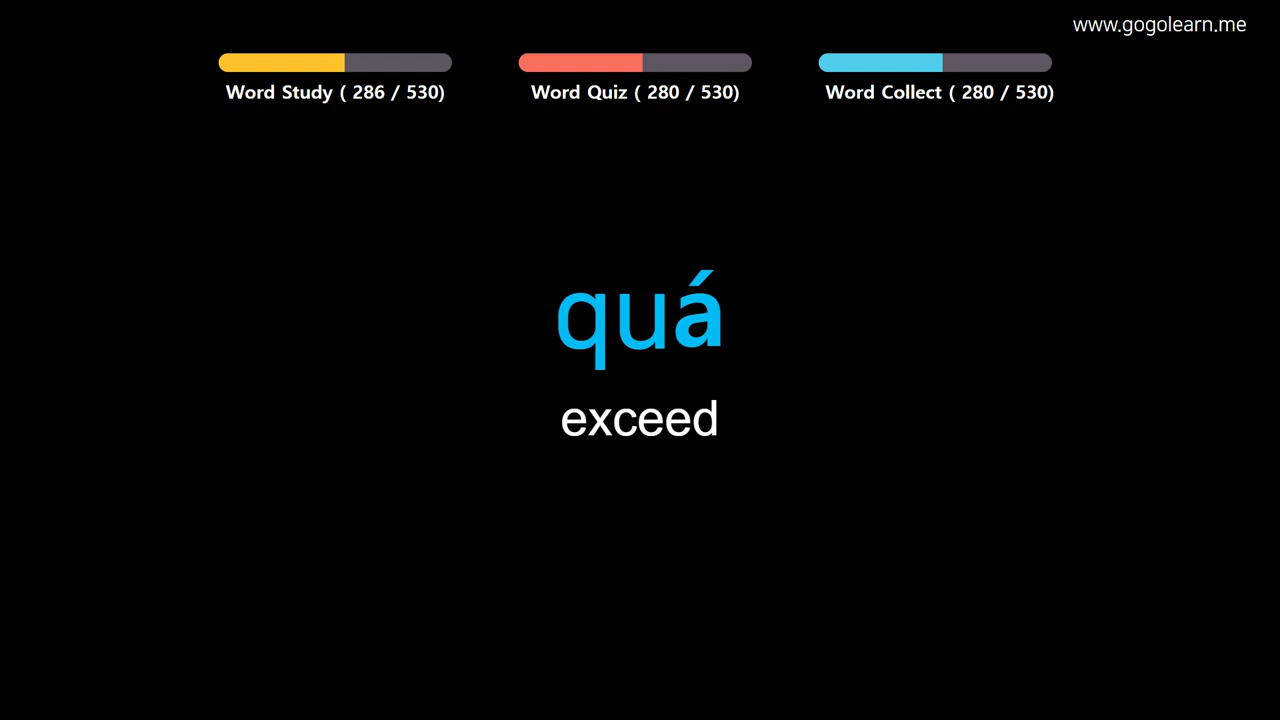 www.gogolearn.me
Word Study ( 286 / 530)
Word Quiz ( 280 / 530)
Word Collect ( 280 / 530)
quá
exceed